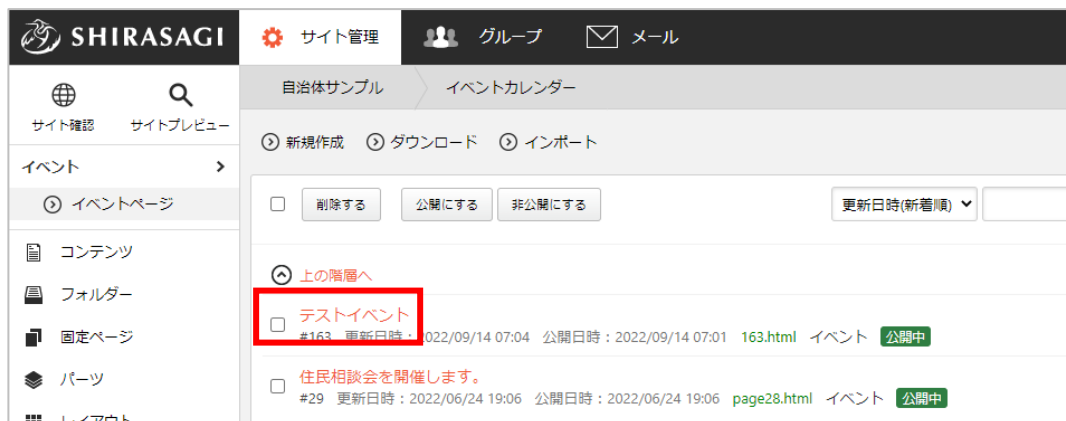 SHIRASAGI
サイト管理
グループ
メール
サイト確認
サイトプレビュー
自治体サンプル
イベントカレンダー
新規作成
ダウンロード
インポート
イベント
イベントページ
削除する
公開にする
非公開にする
更新日時(新着順)
コンテンツ
フォルダー
固定ページ
パーツ
レイアウト
上の階層へ
テストイベント
#163 更新日時：2022/09/14 07:04 公開日時：2022/09/14 07:01 163.html イベント 公開中
住民相談会を開催します。
#29 更新日時：2022/06/24 19:06 公開日時：2022/06/24 19:06 page28.html イベント 公開中